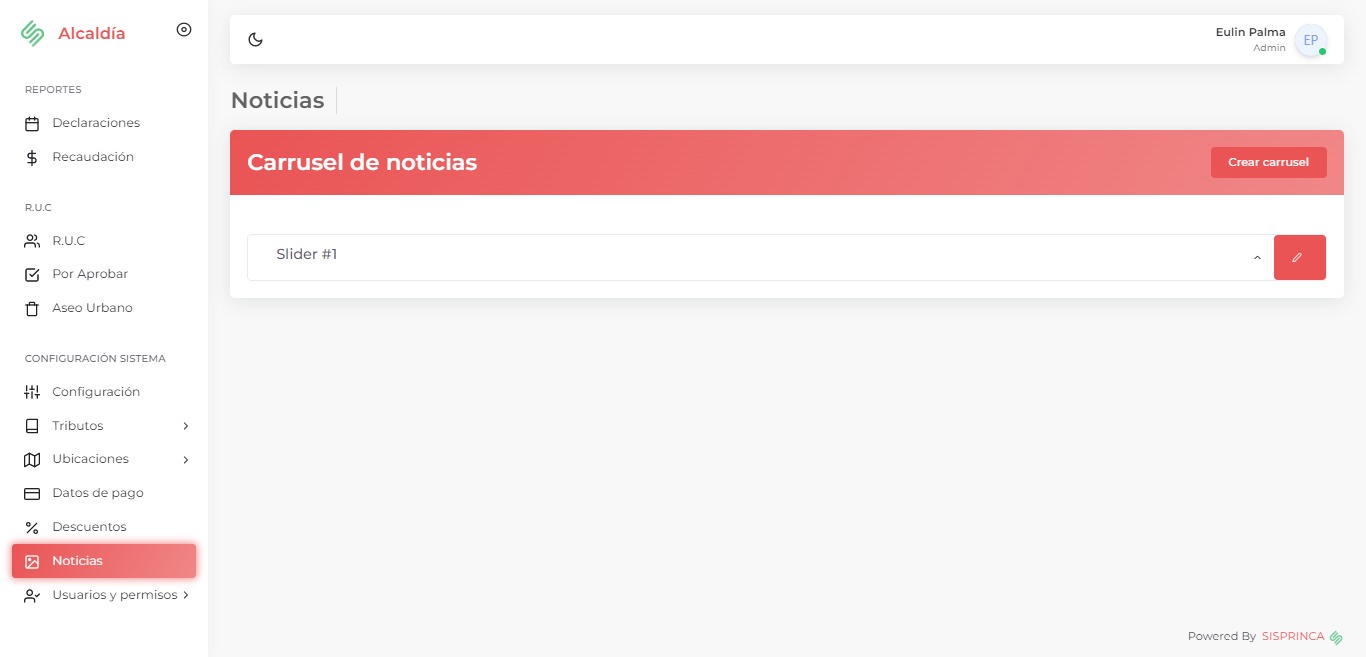 Alcaldía
REPORTES
Declaraciones
Recaudación
R.U.C
R.U.C
Por Aprobar
Aseo Urbano
CONFIGURACIÓN SISTEMA
Configuración
Tributos
Ubicaciones
Datos de pago
Descuentos
Noticias
Usuarios y permisos
Eulin Palma
Admin
EP
Noticias
Carrusel de noticias
Crear carrusel
Slider #1
Powered By SISPRINCA